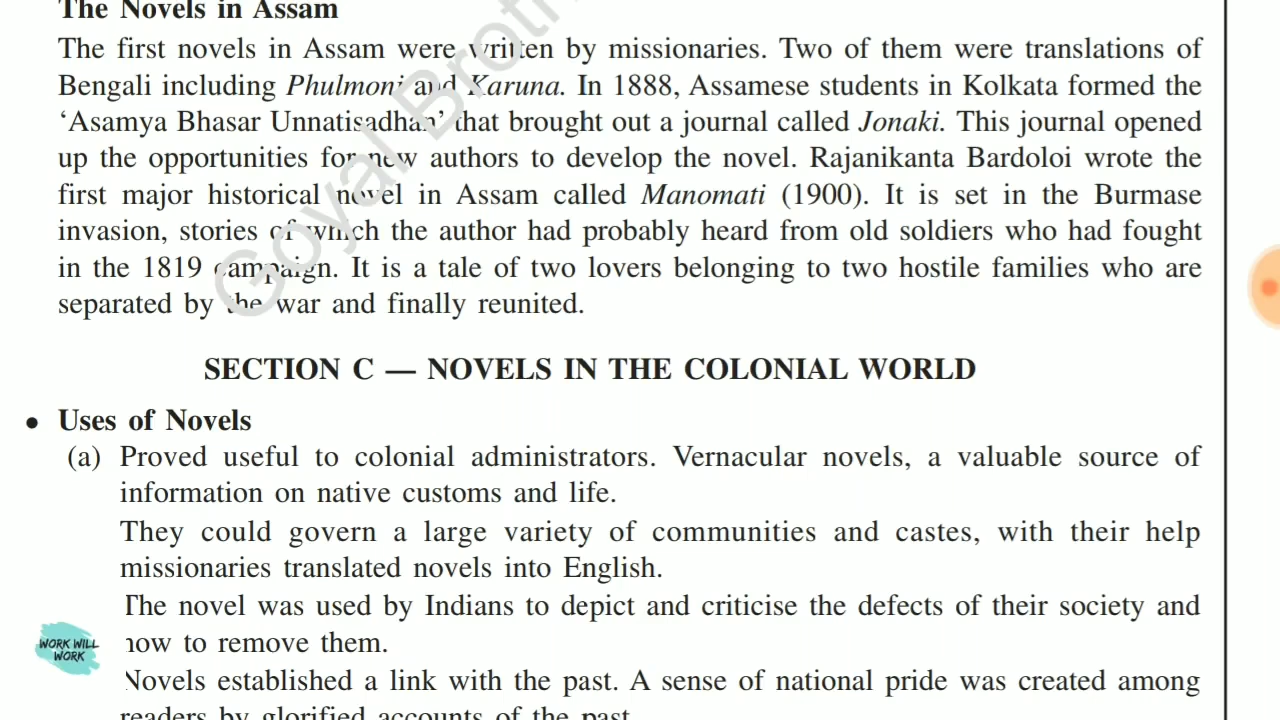 The Novels in Assam
The first novels in Assam were written by missionaries. Two of them were translations of
Bengali including Phulmoni and Karuna. In 1888, Assamese students in Kolkata formed the
‘Asamya Bhasar Unnatisadhan’ that brought out a journal called Jonaki. This journal opened
up the opportunities for new authors to develop the novel. Rajanikanta Bardoloi wrote the
first major historical novel in Assam called Manomati (1900). It is set in the Burmase
invasion, stories of which the author had probably heard from old soldiers who had fought
in the 1819 campaign. It is a tale of two lovers belonging to two hostile families who are
separated by the war and finally reunited.
SECTION C — NOVELS IN THE COLONIAL WORLD
• Uses of Novels
(a) Proved useful to colonial administrators. Vernacular novels, a valuable source of
information on native customs and life.
They could govern a large variety of communities and castes, with their help
missionaries translated novels into English.
The novel was used by Indians to depict and criticise the defects of their society and
how to remove them.
Novels established a link with the past. A sense of national pride was created among
readers by glorified accounts of the past.
WORK WILL
WORK
Goyal Broth